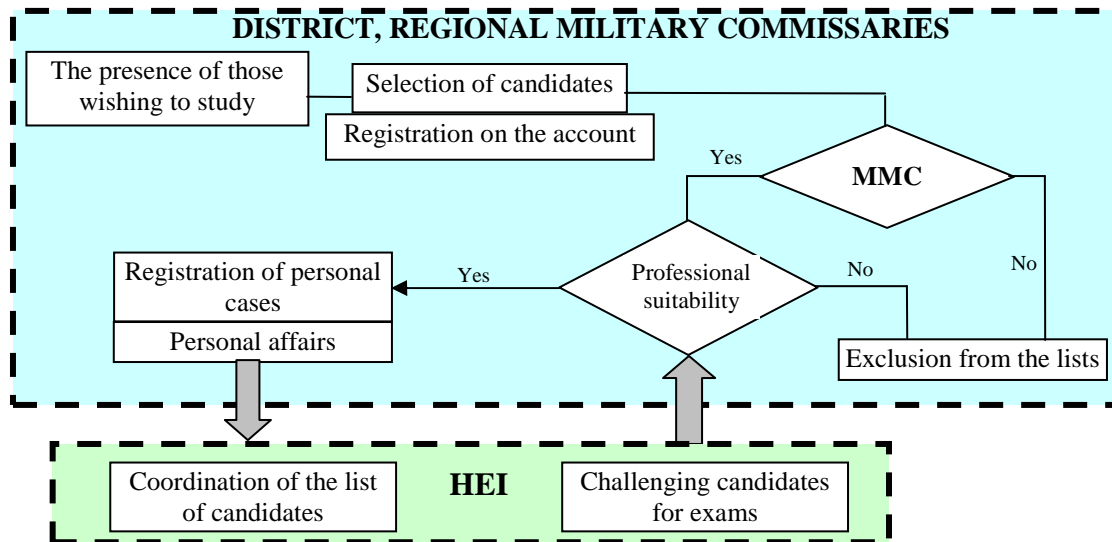 DISTRICT, REGIONAL MILITARY COMMISSARIES
The presence of those
wishing to study
Selection of candidates
Registration on the account
Yes
MMC
No
Professional
suitability
No
Yes
Registration of personal
cases
Personal affairs
Exclusion from the lists
Coordination of the list
of candidates
HEI
Challenging candidates
for exams